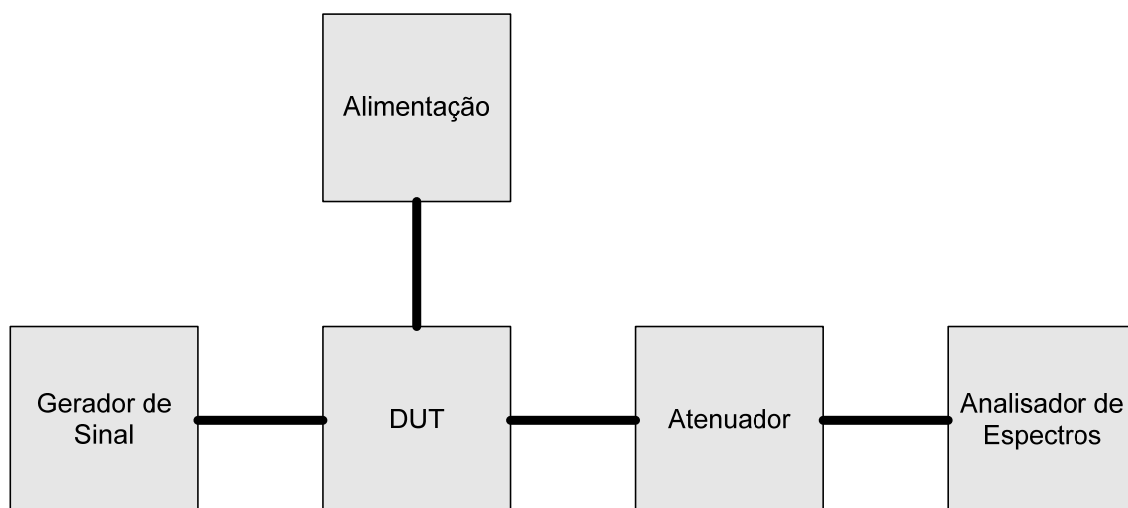 Alimentação
Gerador de
Sinal
DUT
Atenuador
Analisador de
Espectros